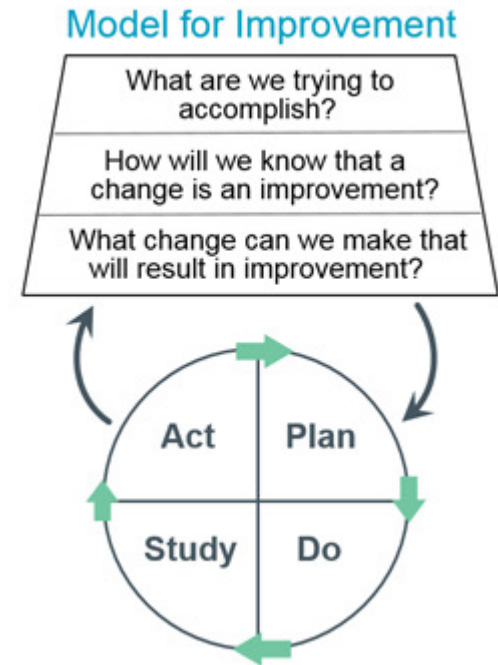 Model for Improvement
What are we trying to
accomplish?
How will we know that a
change is an improvement?
What change can we make that
will result in improvement?
Act
Plan
Study
Do